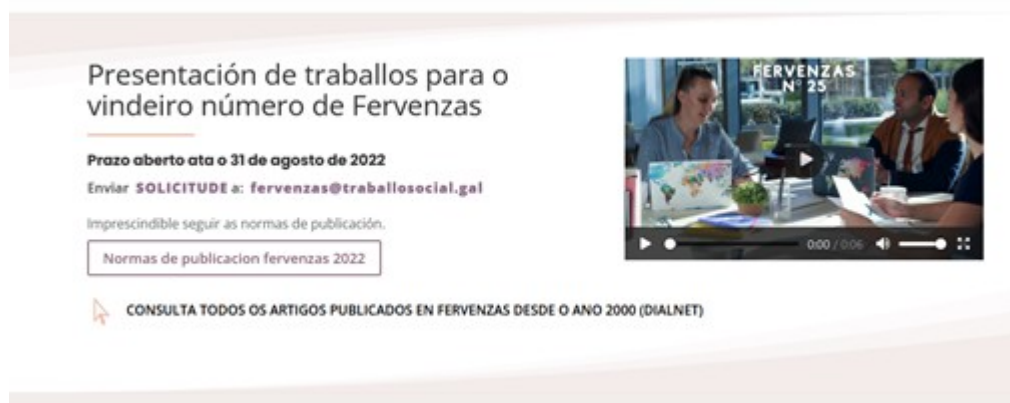 Presentación de traballos para o
vindeiro número de Fervenzas
Prazo aberto ata o 31 de agosto de 2022
Enviar SOLICITUDE a: fervenzas@traballosocial.gal
Imprescindible seguir as normas de publicación.
Normas de publicacion fervenzas 2022
CONSULTA TODOS OS ARTIGOS PUBLICADOS EN FERVENZAS DESDE O ANO 2000 (DIALNET)
FERVENZAS
Nº 25
0:00 / 0:06